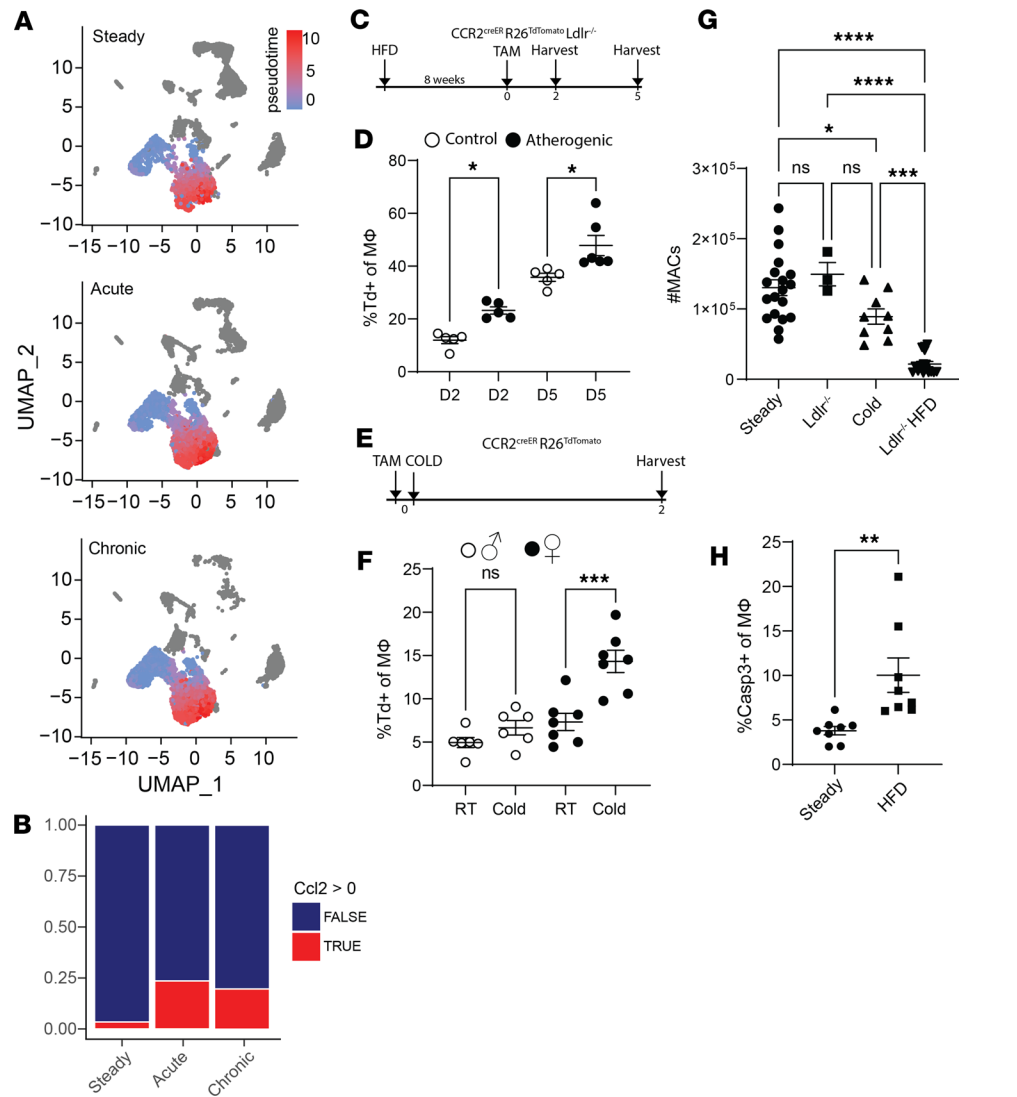 A
Steady
pseudotime
10
5
0
10
5
0
−5
−10
−15 −10 −5 0 5 10
Acute
10
5
0
−5
−10
−15 −10 −5 0 5 10
Chronic
10
5
0
−5
−10
−15 −10 −5 0 5 10
UMAP_2
UMAP_1
B
1.00
0.75
0.50
0.25
0.00
Steady
Acute
Chronic
Ccl2 > 0
FALSE
TRUE
C
CCR2creER R26TdTomato Ldlr-/-
HFD
TAM
Harvest
Harvest
8 weeks
0
2
5
D
Control
Atherogenic
%Td+ of MΦ
80
60
40
20
0
*
*
D2
D2
D5
D5
E
CCR2creER R26TdTomato
TAM COLD
Harvest
0
2
F
%Td+ of MΦ
25
20
15
10
5
0
ns
***
RT
Cold
RT
Cold
G
****
****
*
ns
ns
***
#MACs
3×10⁵
2×10⁵
1×10⁵
0
Steady
Ldlr-/-
Cold
Ldlr-/- HFD
H
%Casp3+ of MΦ
25
20
15
10
5
0
**
Steady
HFD